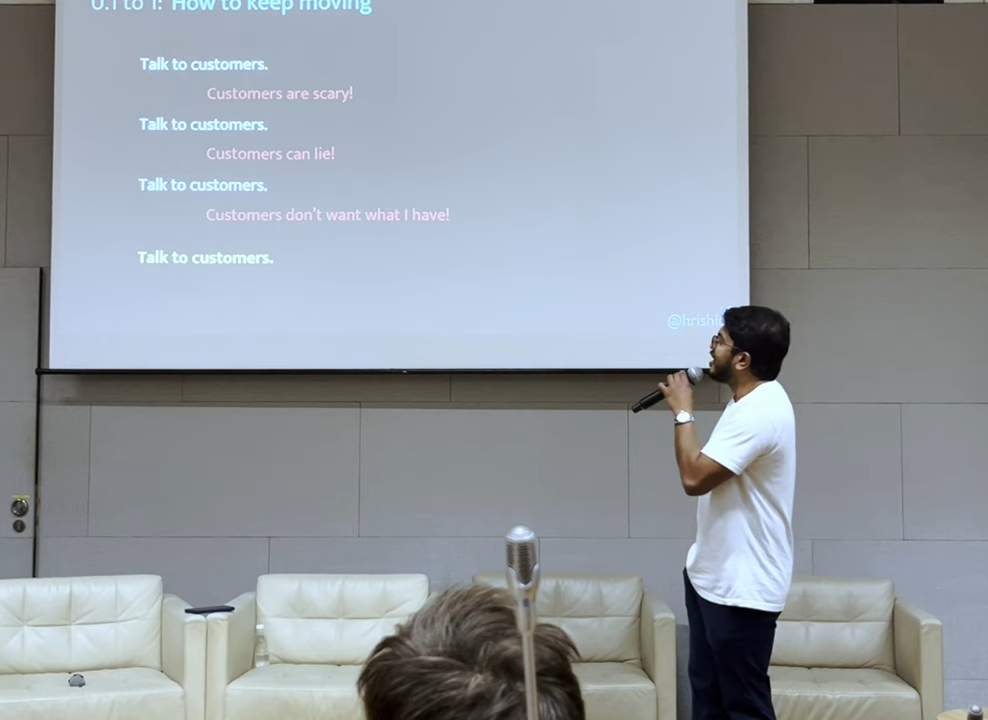 0.1 to 1: How to keep moving
Talk to customers.
Customers are scary!
Talk to customers.
Customers can lie!
Talk to customers.
Customers don't want what I have!
Talk to customers.